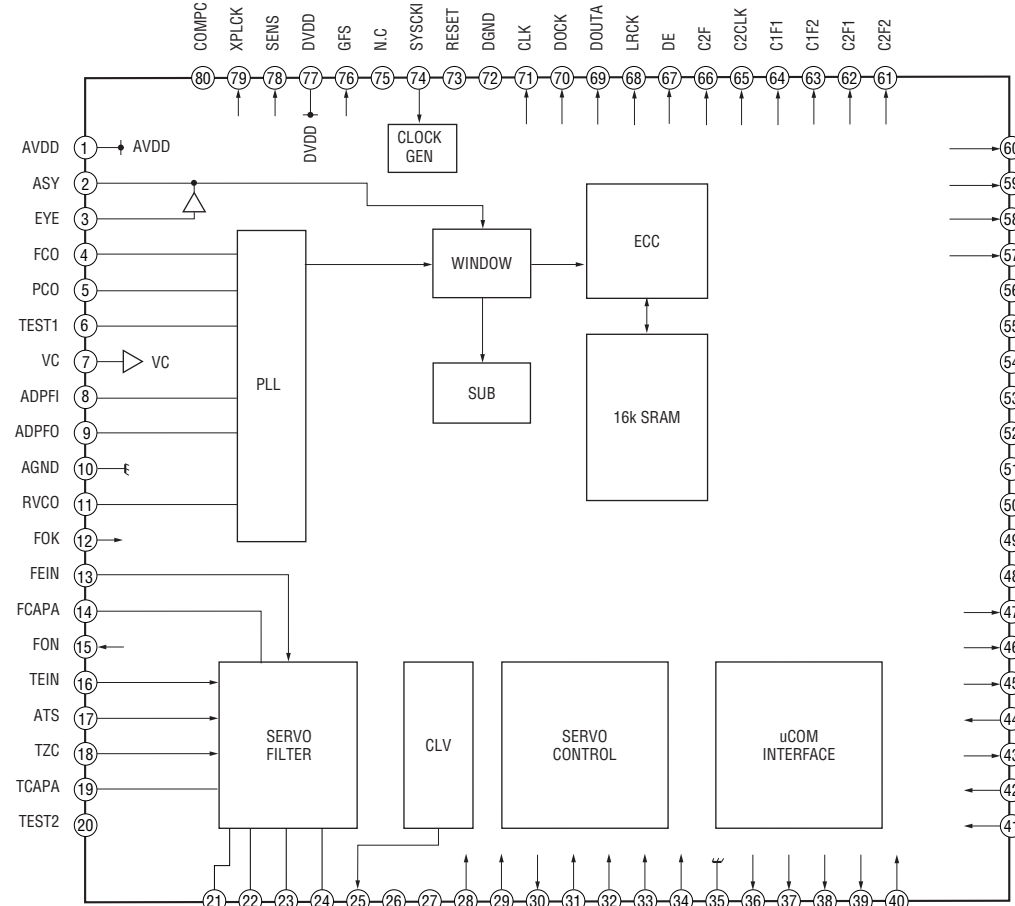 COMPC
XPLCK
SENS
DVDD
GFS
N.C
SYSCKI
RESET
DGND
CLK
DOCK
DOUTA
LRCK
DE
C2F
C2CLK
C1F1
C1F2
C2F1
C2F2
80
79
78
77
76
75
74
73
72
71
70
69
68
67
66
65
64
63
62
61
DVDD
CLOCK
GEN
AVDD
1
AVDD
ASY
2
EYE
3
FCO
4
PCO
5
TEST1
6
VC
7
VC
ADPFI
8
ADPFO
9
AGND
10
RVCO
11
FOK
12
FEIN
13
FCAPA
14
FON
15
TEIN
16
ATS
17
TZC
18
TCAPA
19
TEST2
20
PLL
WINDOW
SUB
ECC
16k SRAM
SERVO
FILTER
CLV
SERVO
CONTROL
uCOM
INTERFACE
60
59
58
57
56
55
54
53
52
51
50
49
48
47
46
45
44
43
42
41
21
22
23
24
25
26
27
28
29
30
31
32
33
34
35
36
37
38
39
40